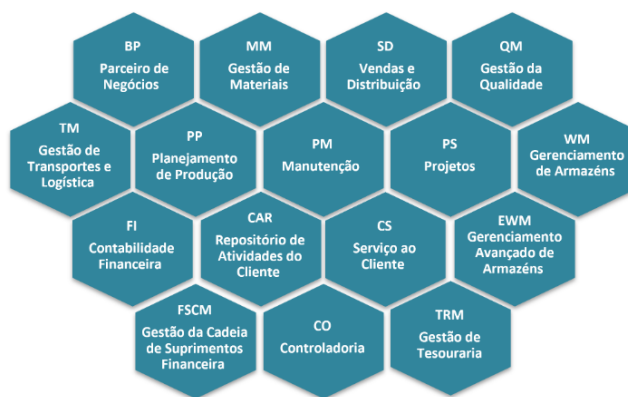 BP
Parceiro de
Negócios
MM
Gestão de
Materiais
SD
Vendas e
Distribuição
QM
Gestão da
Qualidade
TM
Gestão de
Transportes e
Logística
PP
Planejamento
de Produção
PM
Manutenção
PS
Projetos
WM
Gerenciamento
de Armazéns
FI
Contabilidade
Financeira
CAR
Repositório de
Atividades do
Cliente
CS
Serviço ao
Cliente
EWM
Gerenciamento
Avançado de
Armazéns
FSCM
Gestão da Cadeia
de Suprimentos
Financeira
CO
Controladoria
TRM
Gestão de
Tesouraria